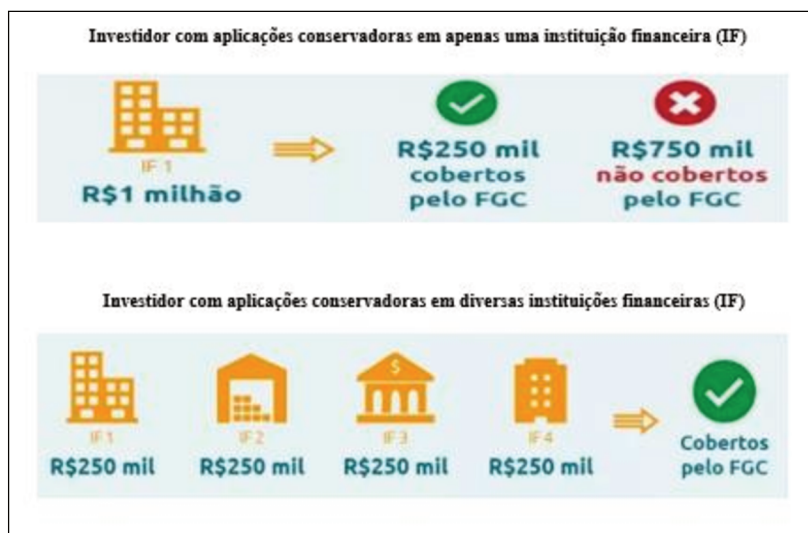 Investidor com aplicações conservadoras em apenas uma instituição financeira (IF)
IF 1
R$1 milhão
R$250 mil
cobertos
pelo FGC
R$750 mil
não cobertos
pelo FGC
Investidor com aplicações conservadoras em diversas instituições financeiras (IF)
$
IF1
R$250 mil
IF2
R$250 mil
IF3
R$250 mil
IF4
R$250 mil
Cobertos
pelo FGC